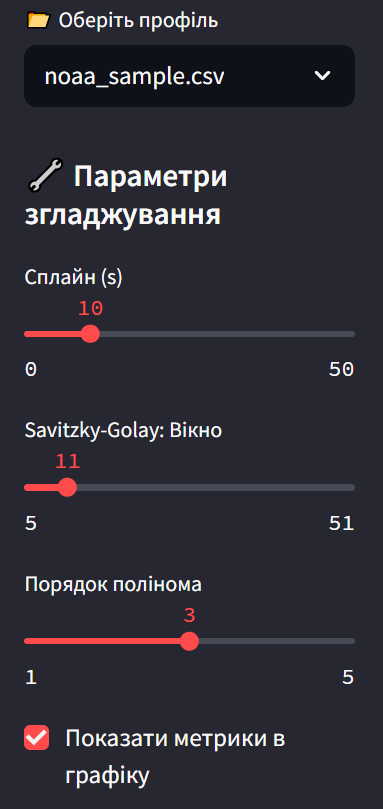 Оберіть профіль
noaa_sample.csv
Параметри
згладжування
Сплайн (s)
10
0 50
Savitzky-Golay: Вікно
11
5 51
Порядок полінома
3
1 5
Показати метрики в
графіку